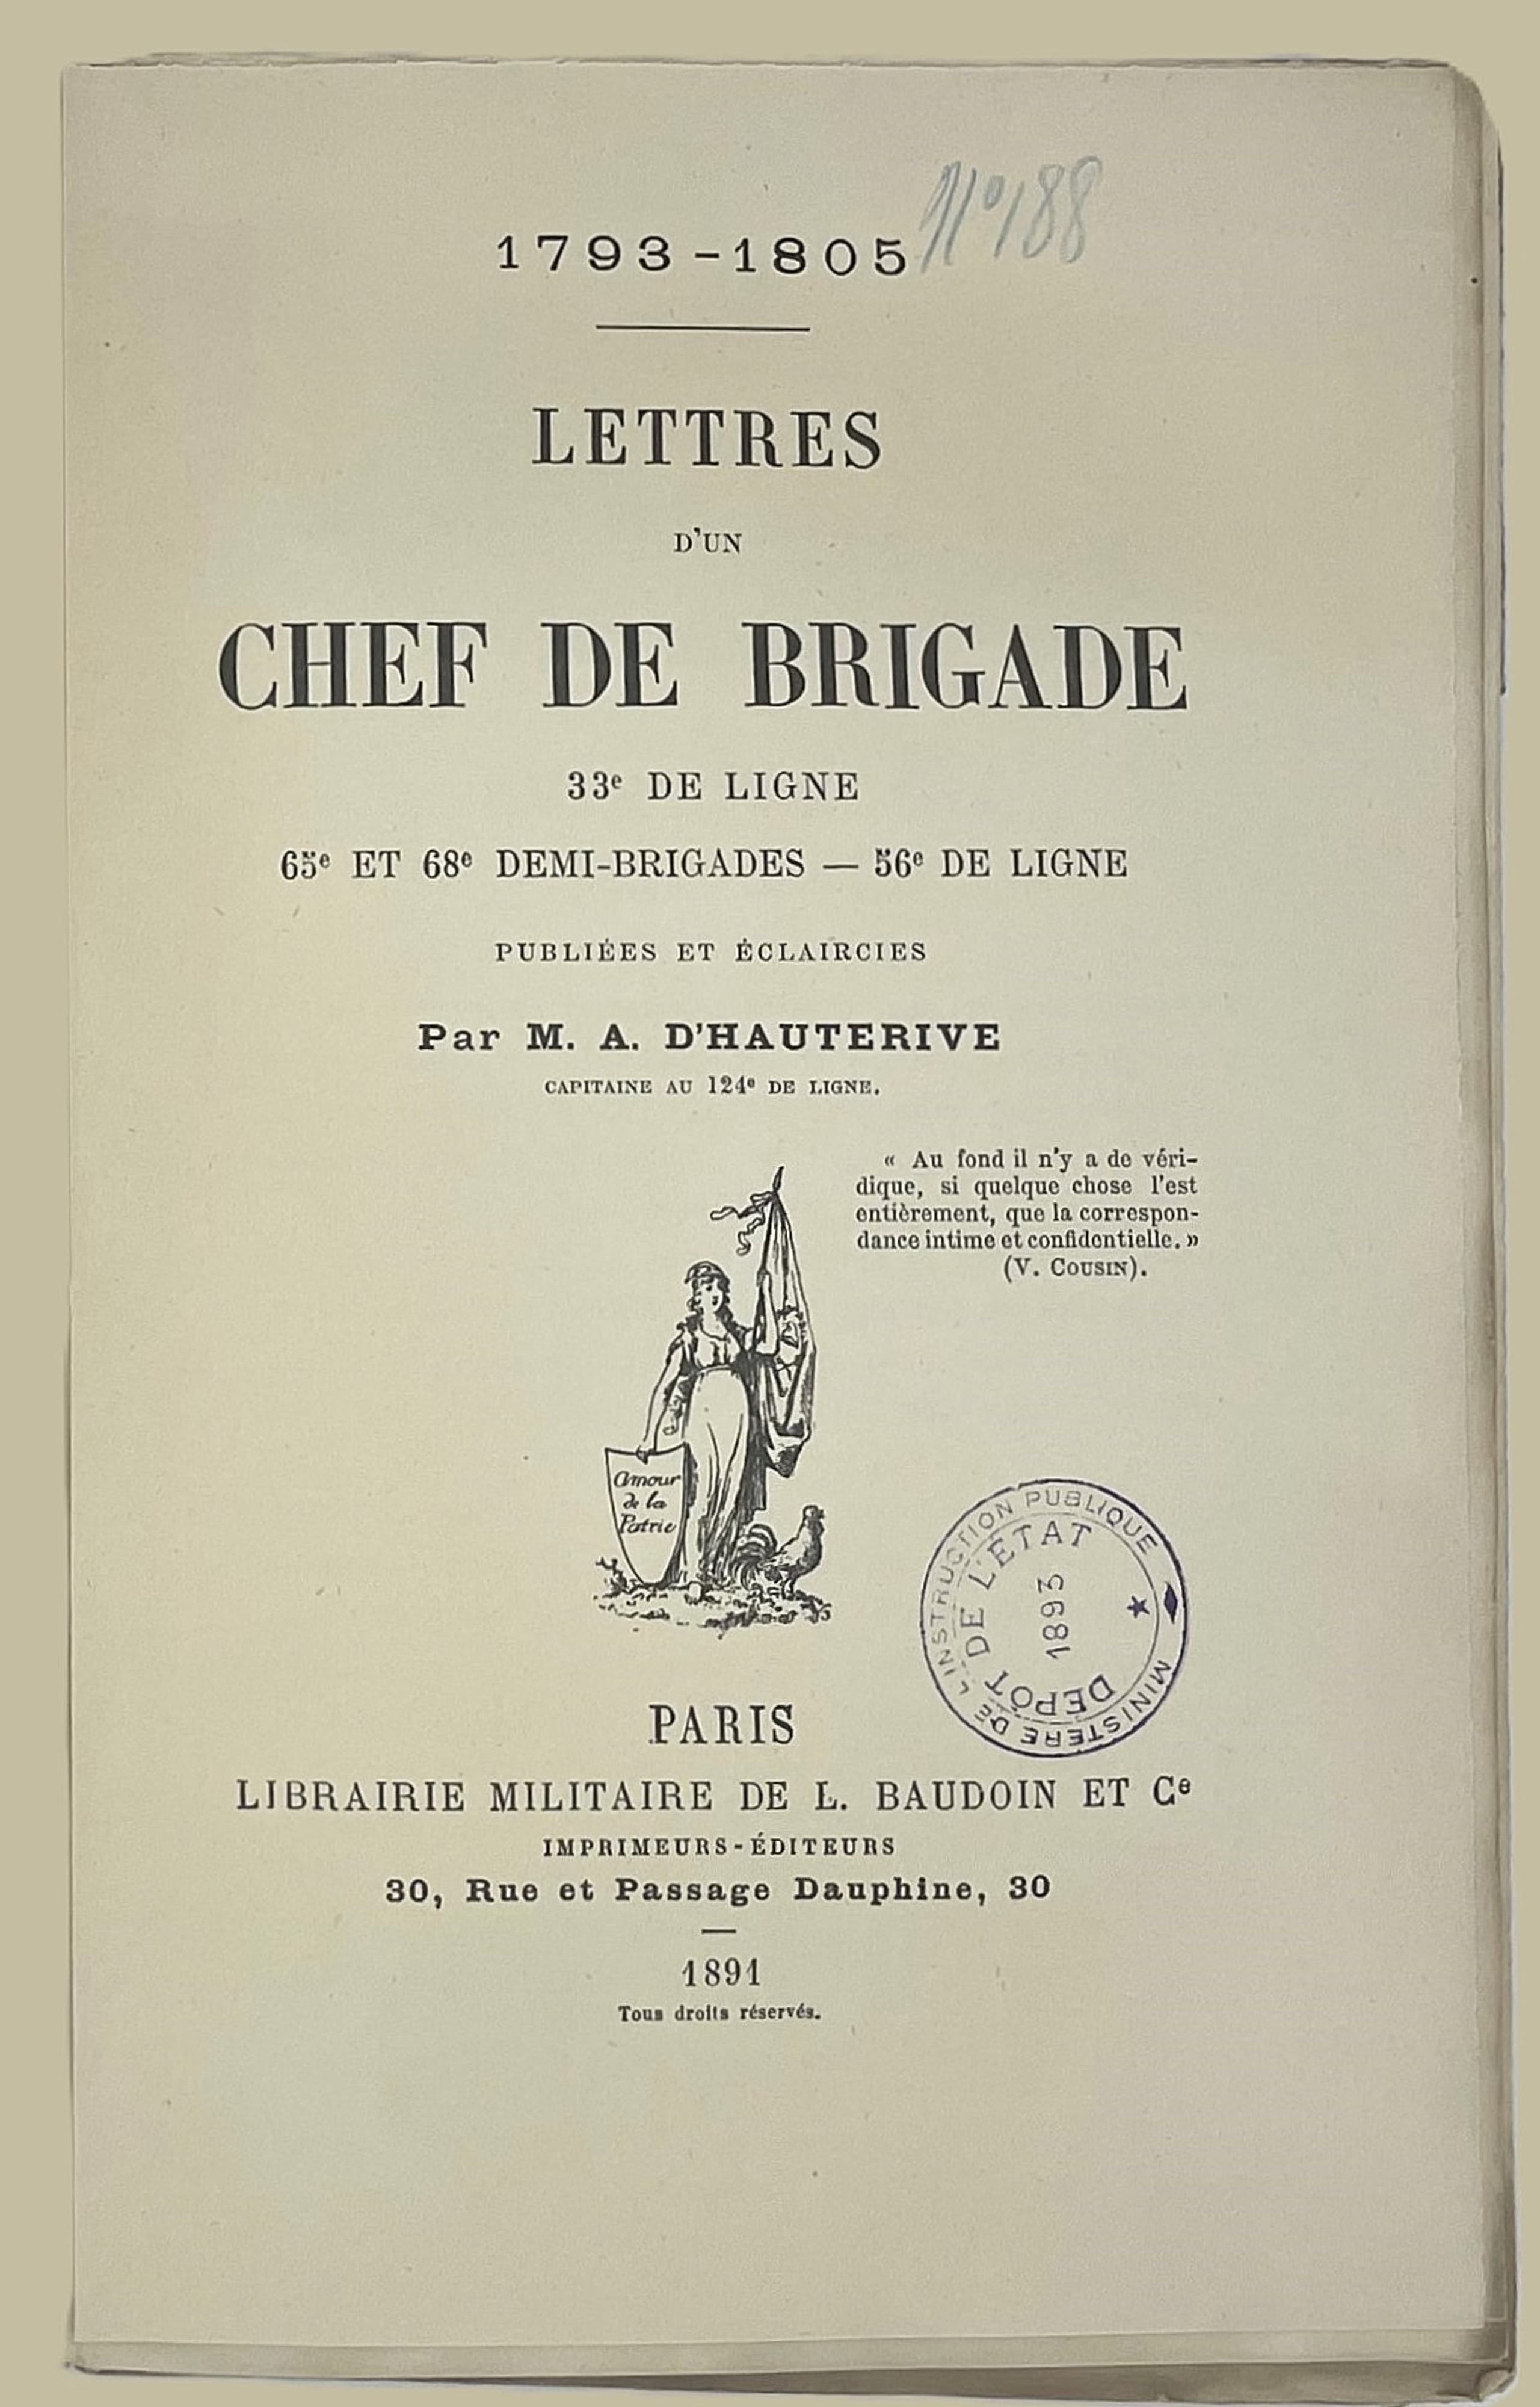 N° 188
1793-1805
LETTRES
D'UN
CHEF DE BRIGADE
33e DE LIGNE
65e ET 68e DEMI-BRIGADES — 56e DE LIGNE
PUBLIÉES ET ÉCLAIRCIES
Par M. A. D'HAUTERIVE
CAPITAINE AU 124e DE LIGNE.
« Au fond il n'y a de véri-
dique, si quelque chose l'est
entièrement, que la correspon-
dance intime et confidentielle. »
(V. COUSIN).
Amour
de la
Patrie
MINISTÈRE DE L'INSTRUCTION PUBLIQUE
DÉPÔT DE L'ÉTAT
1893
PARIS
LIBRAIRIE MILITAIRE DE L. BAUDOIN ET Ce
IMPRIMEURS-ÉDITEURS
30, Rue et Passage Dauphine, 30
1891
Tous droits réservés.